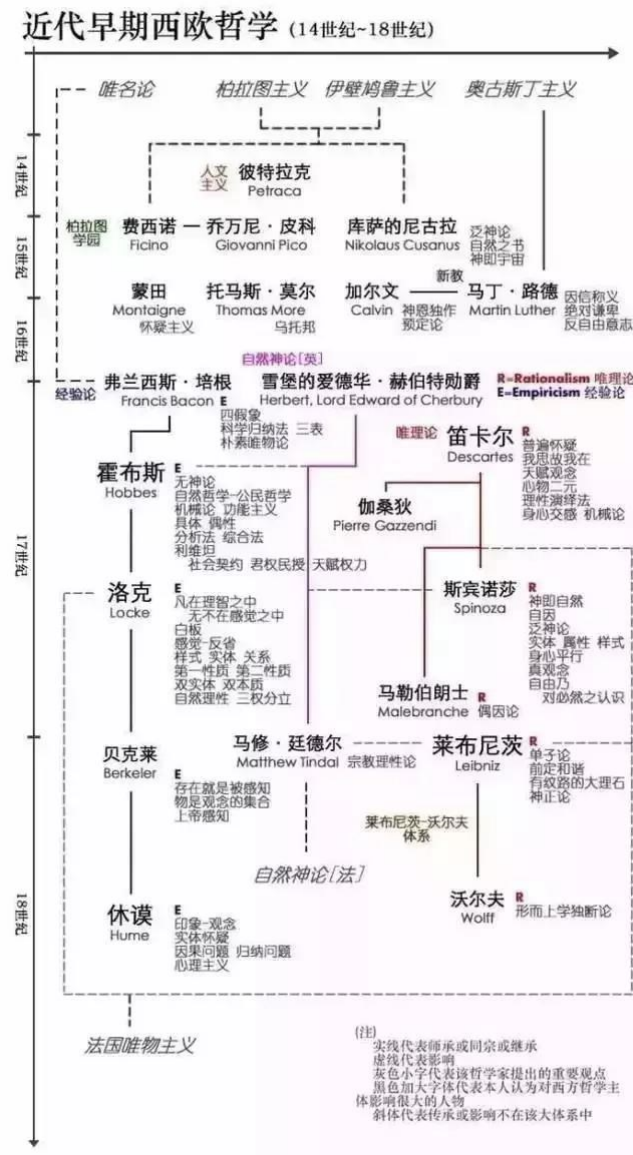 近代早期西欧哲学 (14世纪~18世纪)
唯名论
柏拉图主义
伊壁鸠鲁主义
奥古斯丁主义
14世纪
人文
主义
彼特拉克
Petraca
15世纪
柏拉图
学园
费西诺
Ficino
乔万尼·皮科
Giovanni Pico
库萨的尼古拉
Nikolaus Cusanus
泛神论
自然之书
神即宇宙
16世纪
蒙田
Montaigne
怀疑主义
托马斯·莫尔
Thomas More
乌托邦
加尔文
Calvin
神恩独作
预定论
新教
马丁·路德
Martin Luther
因信称义
绝对谦卑
反自由意志
自然神论[英]
经验论
弗兰西斯·培根
Francis Bacon
E
四假象
科学归纳法 三表
朴素唯物论
雪堡的爱德华·赫伯特勋爵
Herbert, Lord Edward of Cherbury
R=Rationalism 唯理论
E=Empiricism 经验论
17世纪
唯理论
笛卡尔
Descartes
R
普遍怀疑
我思故我在
天赋观念
心物二元
理性演绎法
身心交感 机械论
霍布斯
Hobbes
E
无神论
自然哲学-公民哲学
机械论 功能主义
具体 偶性
分析法 综合法
利维坦
社会契约 君权民授 天赋权力
伽桑狄
Pierre Gazzendi
洛克
Locke
E
凡在理智之中
无不在感觉之中
白板
感觉-反省
样式 实体 关系
第一性质 第二性质
双实体 双本质
自然理性 三权分立
斯宾诺莎
Spinoza
R
神即自然
自因
泛神论
实体 属性 样式
身心平行
真观念
自由乃
对必然之认识
马勒伯朗士
Malebranche
R
偶因论
贝克莱
Berkeler
E
存在就是被感知
物是观念的集合
上帝感知
马修·廷德尔
Matthew Tindal
宗教理性论
莱布尼茨
Leibniz
R
单子论
前定和谐
有纹路的大理石
神正论
莱布尼茨-沃尔夫
体系
自然神论[法]
18世纪
休谟
Hume
E
印象-观念
实体怀疑
因果问题 归纳问题
心理主义
沃尔夫
Wolff
R
形而上学独断论
法国唯物主义
(注)
实线代表师承或同宗或继承
虚线代表影响
灰色小字代表该哲学家提出的重要观点
黑色加大字体代表本人认为对西方哲学主
体影响很大的人物
斜体代表传承或影响不在该大体系中